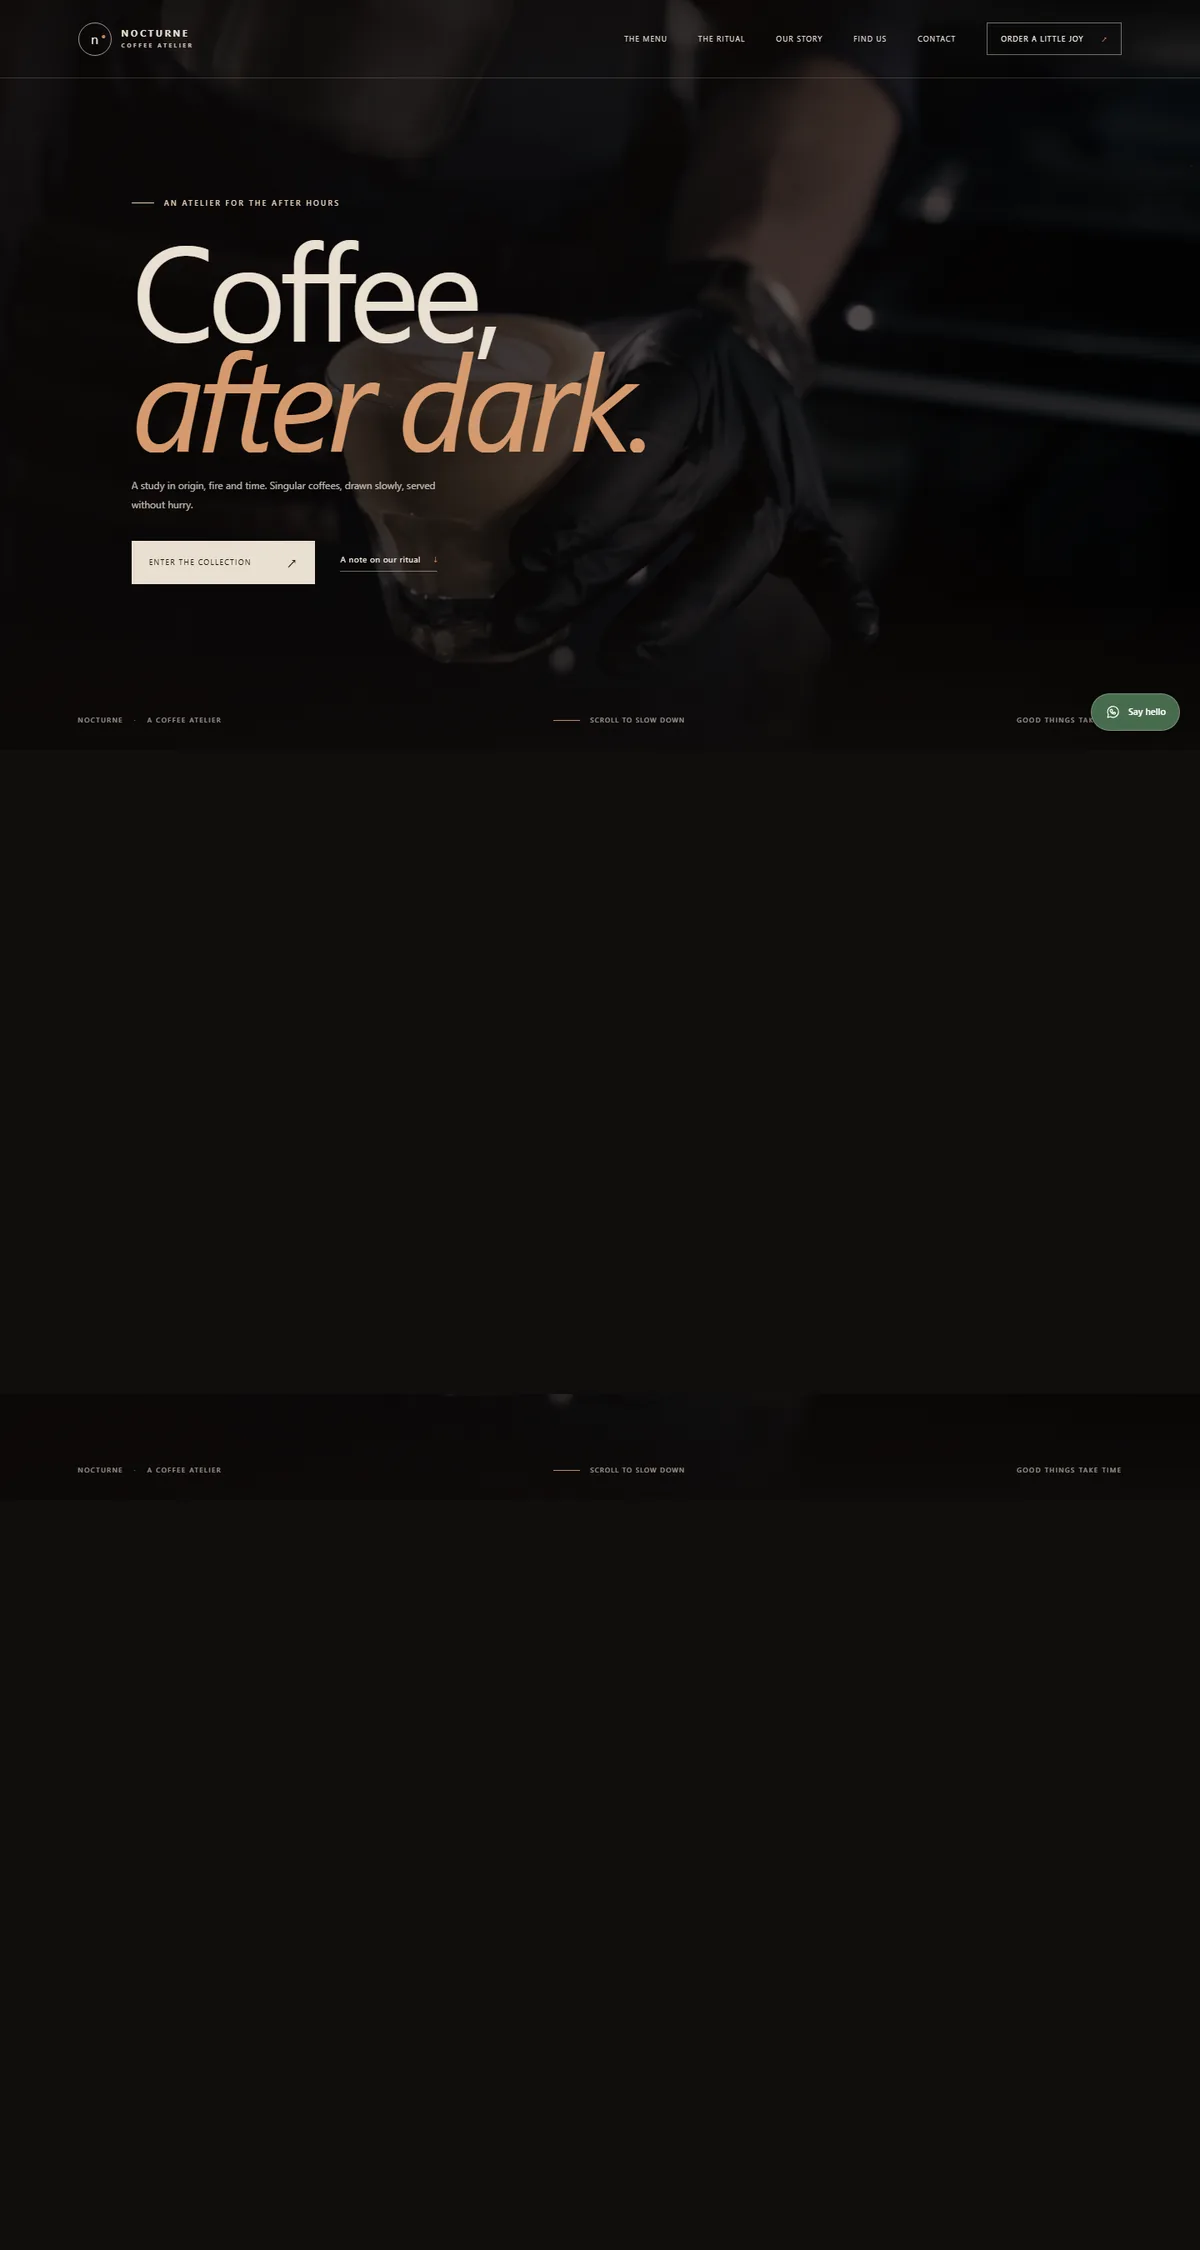 n
NOCTURNE
COFFEE ATELIER
THE MENU
THE RITUAL
OUR STORY
FIND US
CONTACT
ORDER A LITTLE JOY ↗
AN ATELIER FOR THE AFTER HOURS
Coffee,
after dark.
A study in origin, fire and time. Singular coffees, drawn slowly, served
without hurry.
ENTER THE COLLECTION ↗
A note on our ritual ↓
NOCTURNE · A COFFEE ATELIER
SCROLL TO SLOW DOWN
GOOD THINGS
Say hello
NOCTURNE · A COFFEE ATELIER
SCROLL TO SLOW DOWN
GOOD THINGS TAKE TIME